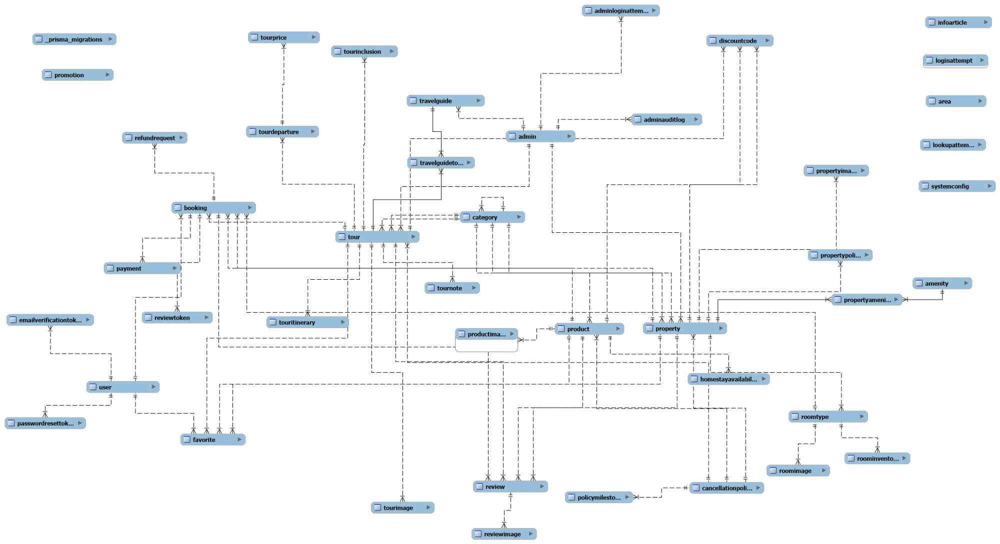 adminloginattem...
infoarticle
_prisma_migrations
tourprice
discountcode
tourinclusion
loginattempt
promotion
travelguide
area
adminauditlog
tourdeparture
admin
refundrequest
lookupattem...
travelguideto...
propertyima...
systemconfig
booking
category
tour
propertypoli...
payment
amenity
tournote
propertyameni...
reviewtoken
emailverificationtok...
touritinerary
product
property
productima...
homestayavailabil...
user
roomtype
passwordresettok...
favorite
roominvento...
roomimage
review
cancellationpoli...
policymilesto...
tourimage
reviewimage